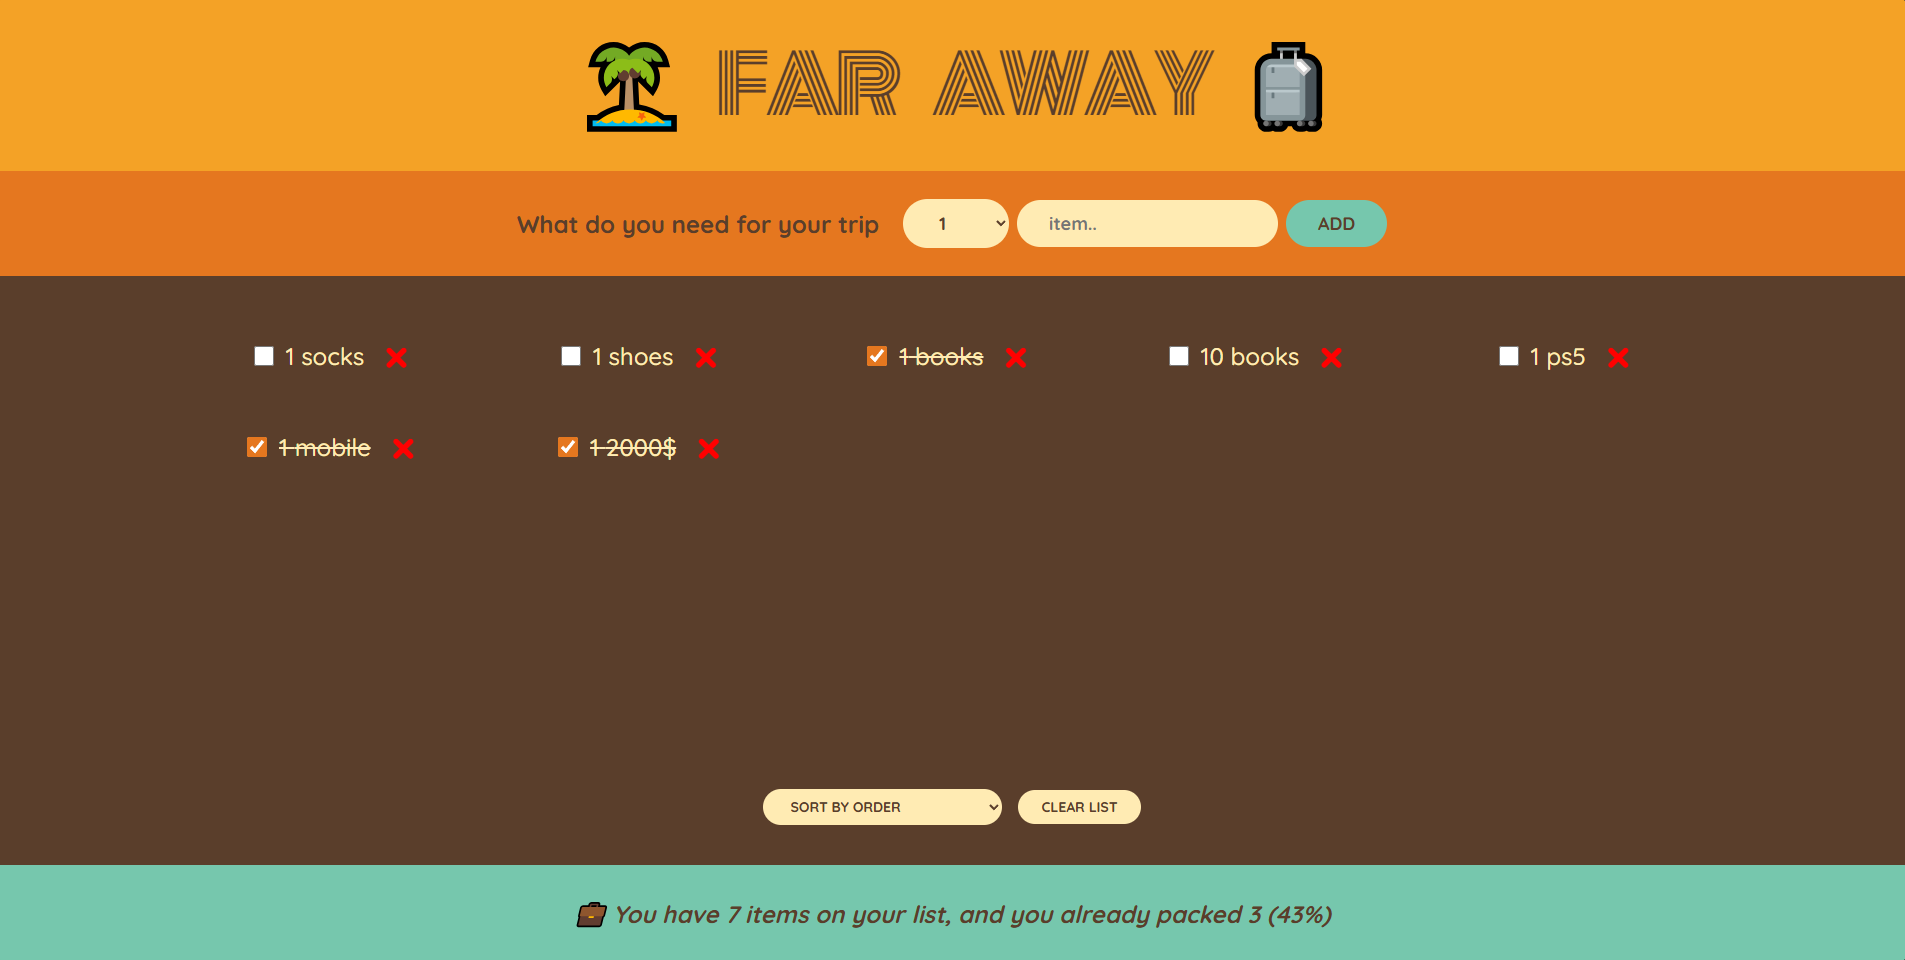 FAR AWAY
What do you need for your trip 1 item.. ADD
1 socks 1 shoes 1 books 10 books 1 ps5
1 mobile 1 2000$
SORT BY ORDER CLEAR LIST
You have 7 items on your list, and you already packed 3 (43%)